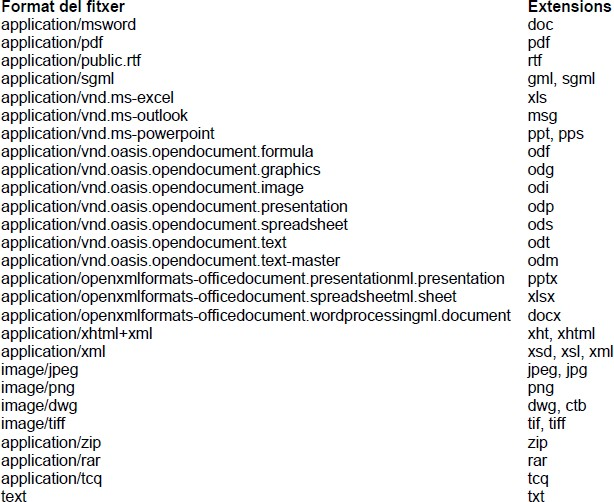 Format del fitxer Extensions
application/msword doc
application/pdf pdf
application/public.rtf rtf
application/sgml gml, sgml
application/vnd.ms-excel xls
application/vnd.ms-outlook msg
application/vnd.ms-powerpoint ppt, pps
application/vnd.oasis.opendocument.formula odf
application/vnd.oasis.opendocument.graphics odg
application/vnd.oasis.opendocument.image odi
application/vnd.oasis.opendocument.presentation odp
application/vnd.oasis.opendocument.spreadsheet ods
application/vnd.oasis.opendocument.text odt
application/vnd.oasis.opendocument.text-master odm
application/openxmlformats-officedocument.presentationml.presentation pptx
application/openxmlformats-officedocument.spreadsheetml.sheet xlsx
application/openxmlformats-officedocument.wordprocessingml.document docx
application/xhtml+xml xht, xhtml
application/xml xsd, xsl, xml
image/jpeg jpeg, jpg
image/png png
image/dwg dwg, ctb
image/tiff tif, tiff
application/zip zip
application/rar rar
application/tcq tcq
text txt